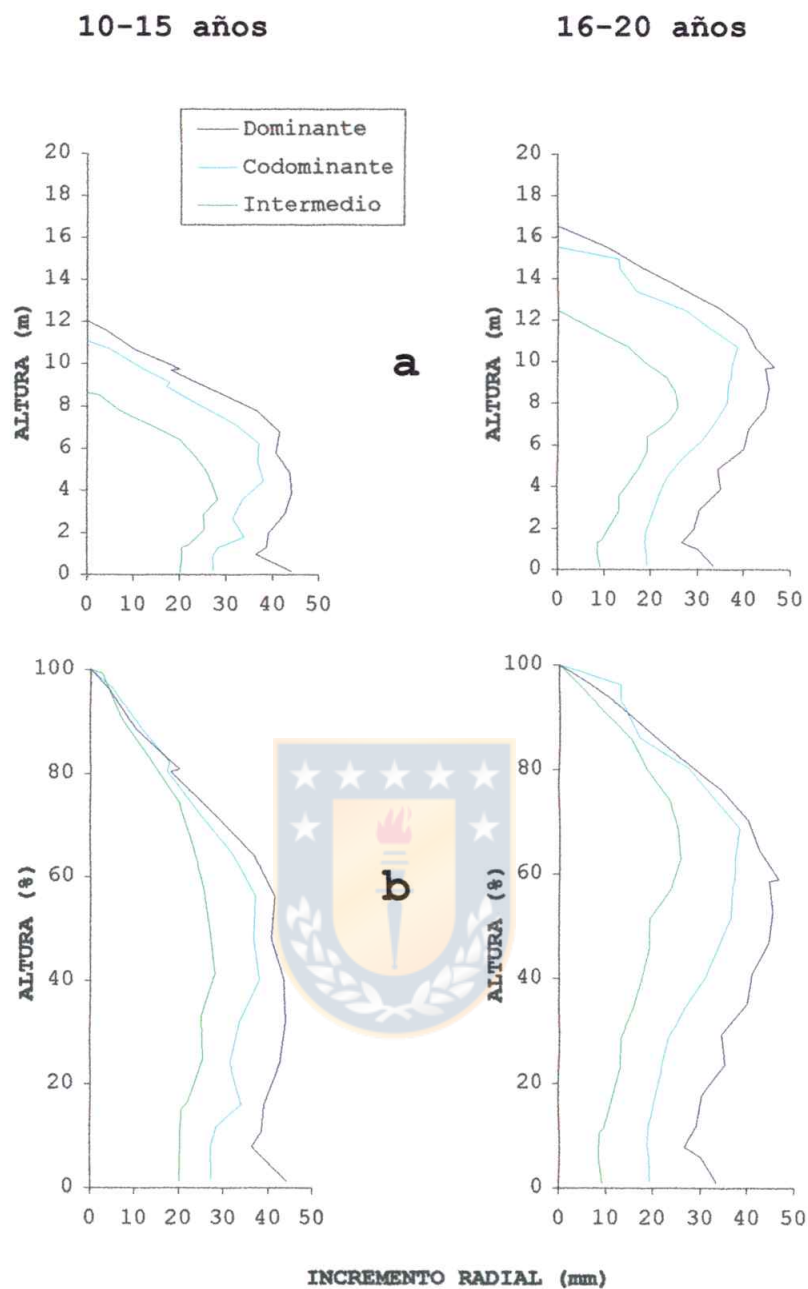 10-15 años
16-20 años
Dominante
Codominante
Intermedio
ALTURA (m)
20
18
16
14
12
10
8
6
4
2
0
0 10 20 30 40 50
a
ALTURA (m)
20
18
16
14
12
10
8
6
4
2
0
0 10 20 30 40 50
ALTURA (%)
100
80
60
40
20
0
0 10 20 30 40 50
b
ALTURA (%)
100
80
60
40
20
0
0 10 20 30 40 50
INCREMENTO RADIAL (mm)